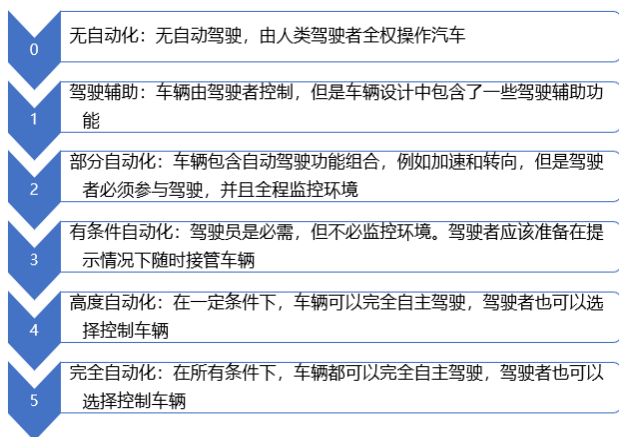 0
无自动化：无自动驾驶，由人类驾驶者全权操作汽车
1
驾驶辅助：车辆由驾驶者控制，但是车辆设计中包含了一些驾驶辅助功
能
2
部分自动化：车辆包含自动驾驶功能组合，例如加速和转向，但是驾驶
者必须参与驾驶，并且全程监控环境
3
有条件自动化：驾驶员是必需，但不必监控环境。驾驶者应该准备在提
示情况下随时接管车辆
4
高度自动化：在一定条件下，车辆可以完全自主驾驶，驾驶者也可以选
择控制车辆
5
完全自动化：在所有条件下，车辆都可以完全自主驾驶，驾驶者也可以
选择控制车辆